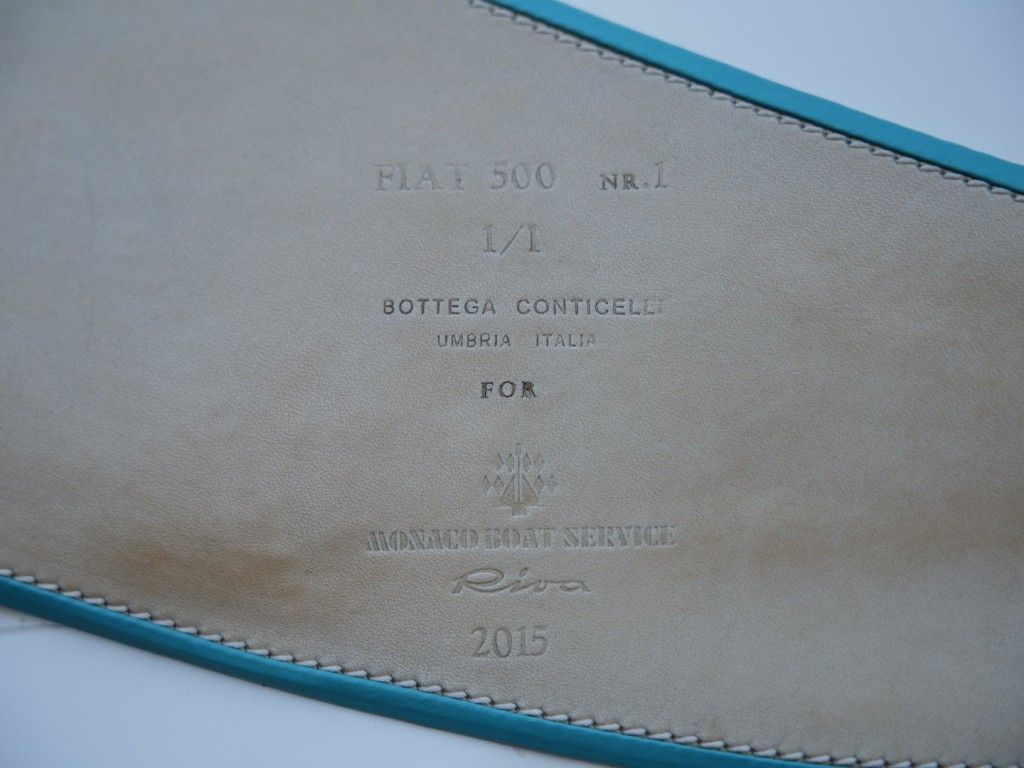 FIAT 500 NR.1
1/1
BOTTEGA CONTICELLI
UMBRIA ITALIA
FOR
MONACO BOAT SERVICE
Riva
2015